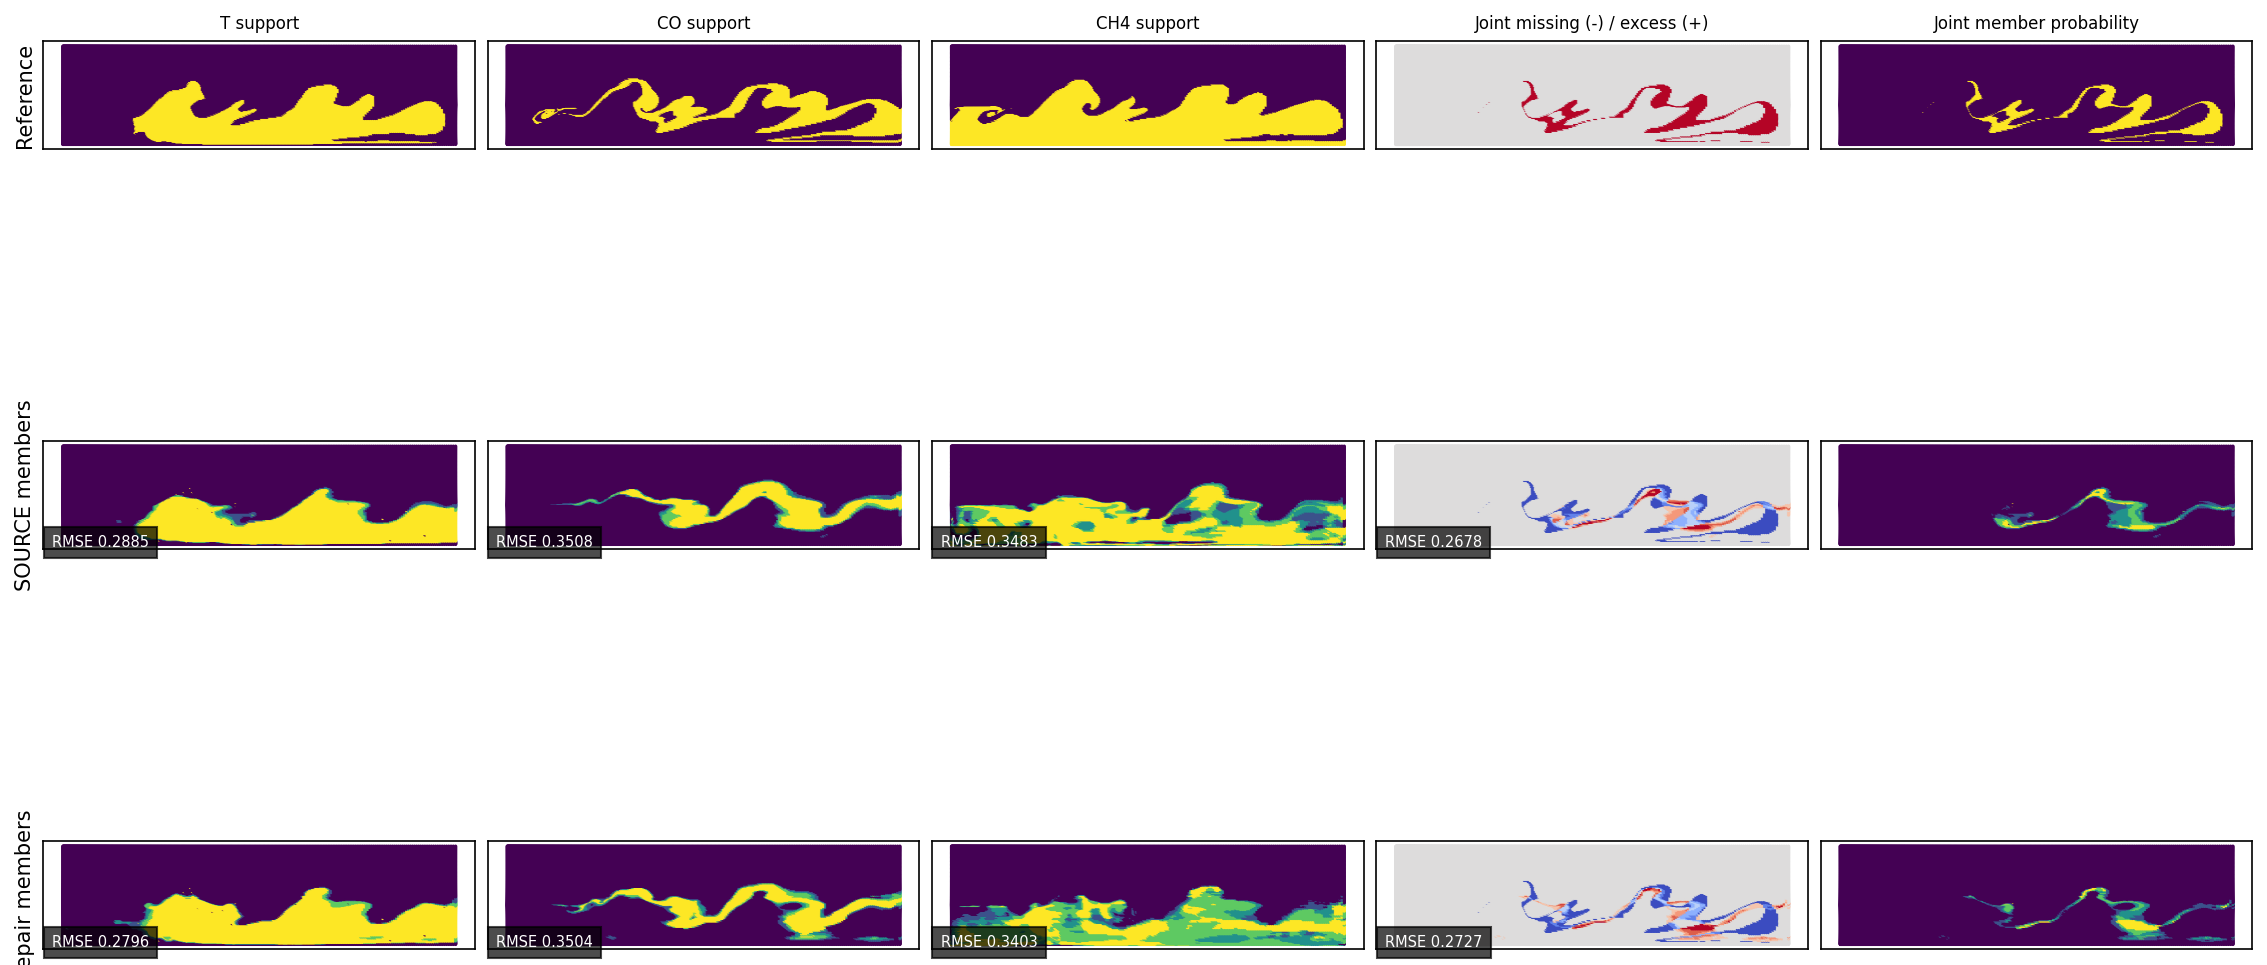 T support
CO support
CH4 support
Joint missing (-) / excess (+)
Joint member probability
Reference
SOURCE members
RMSE 0.2885
RMSE 0.3508
RMSE 0.3483
RMSE 0.2678
epair members
RMSE 0.2796
RMSE 0.3504
RMSE 0.3403
RMSE 0.2727